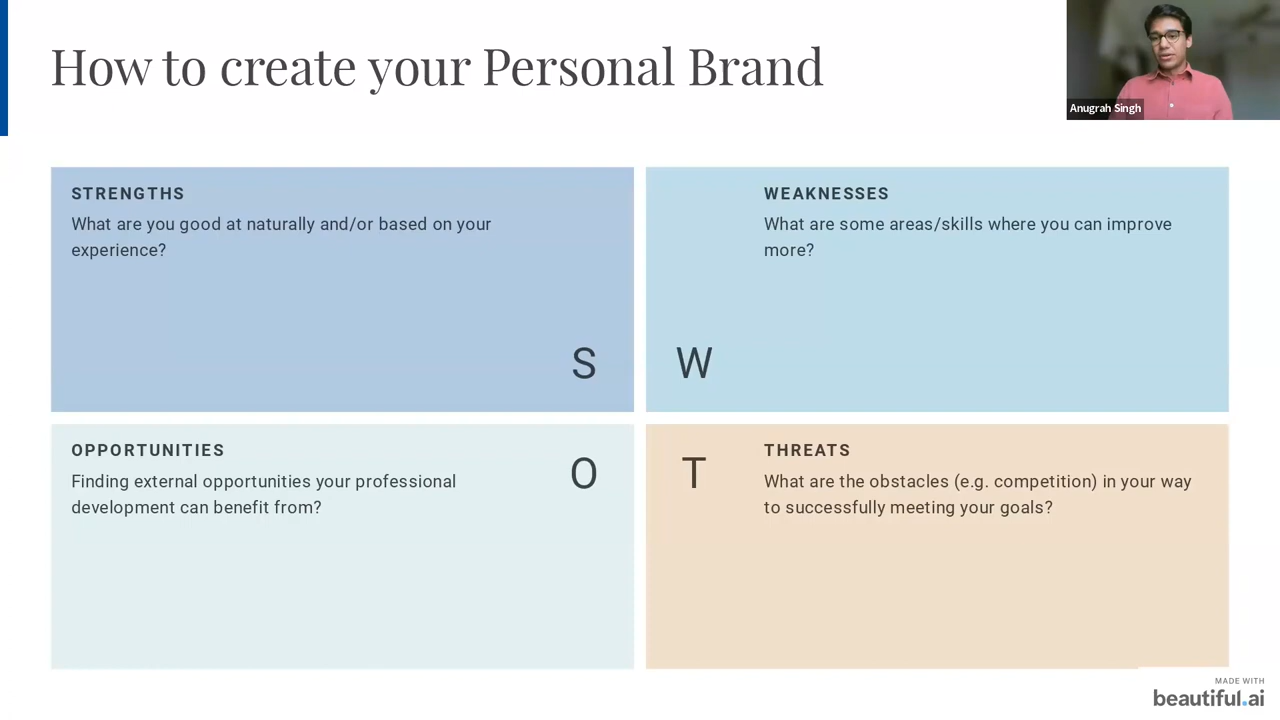 How to create your Personal Brand
Anugrah Singh
STRENGTHS
What are you good at naturally and/or based on your
experience?
S
WEAKNESSES
What are some areas/skills where you can improve
more?
W
OPPORTUNITIES
Finding external opportunities your professional
development can benefit from?
O
T
THREATS
What are the obstacles (e.g. competition) in your way
to successfully meeting your goals?
MADE WITH
beautiful.ai